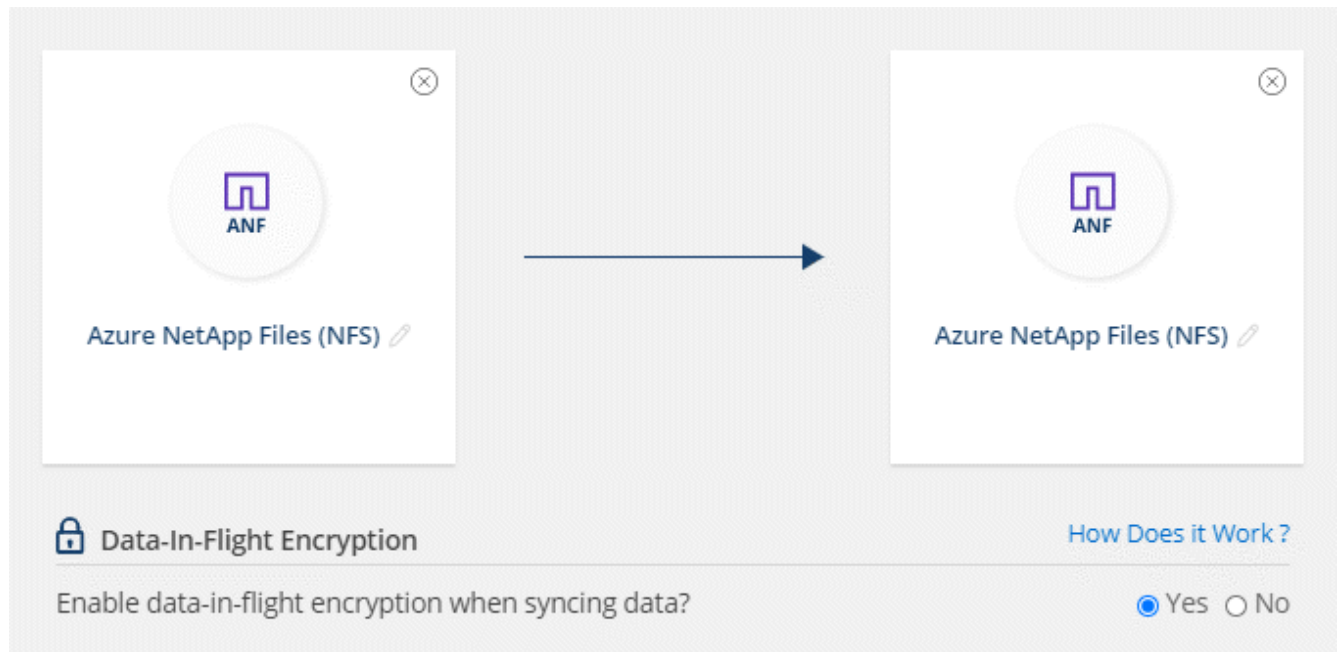 ANF
Azure NetApp Files (NFS)
ANF
Azure NetApp Files (NFS)
Data-In-Flight Encryption
How Does it Work ?
Enable data-in-flight encryption when syncing data?
Yes No